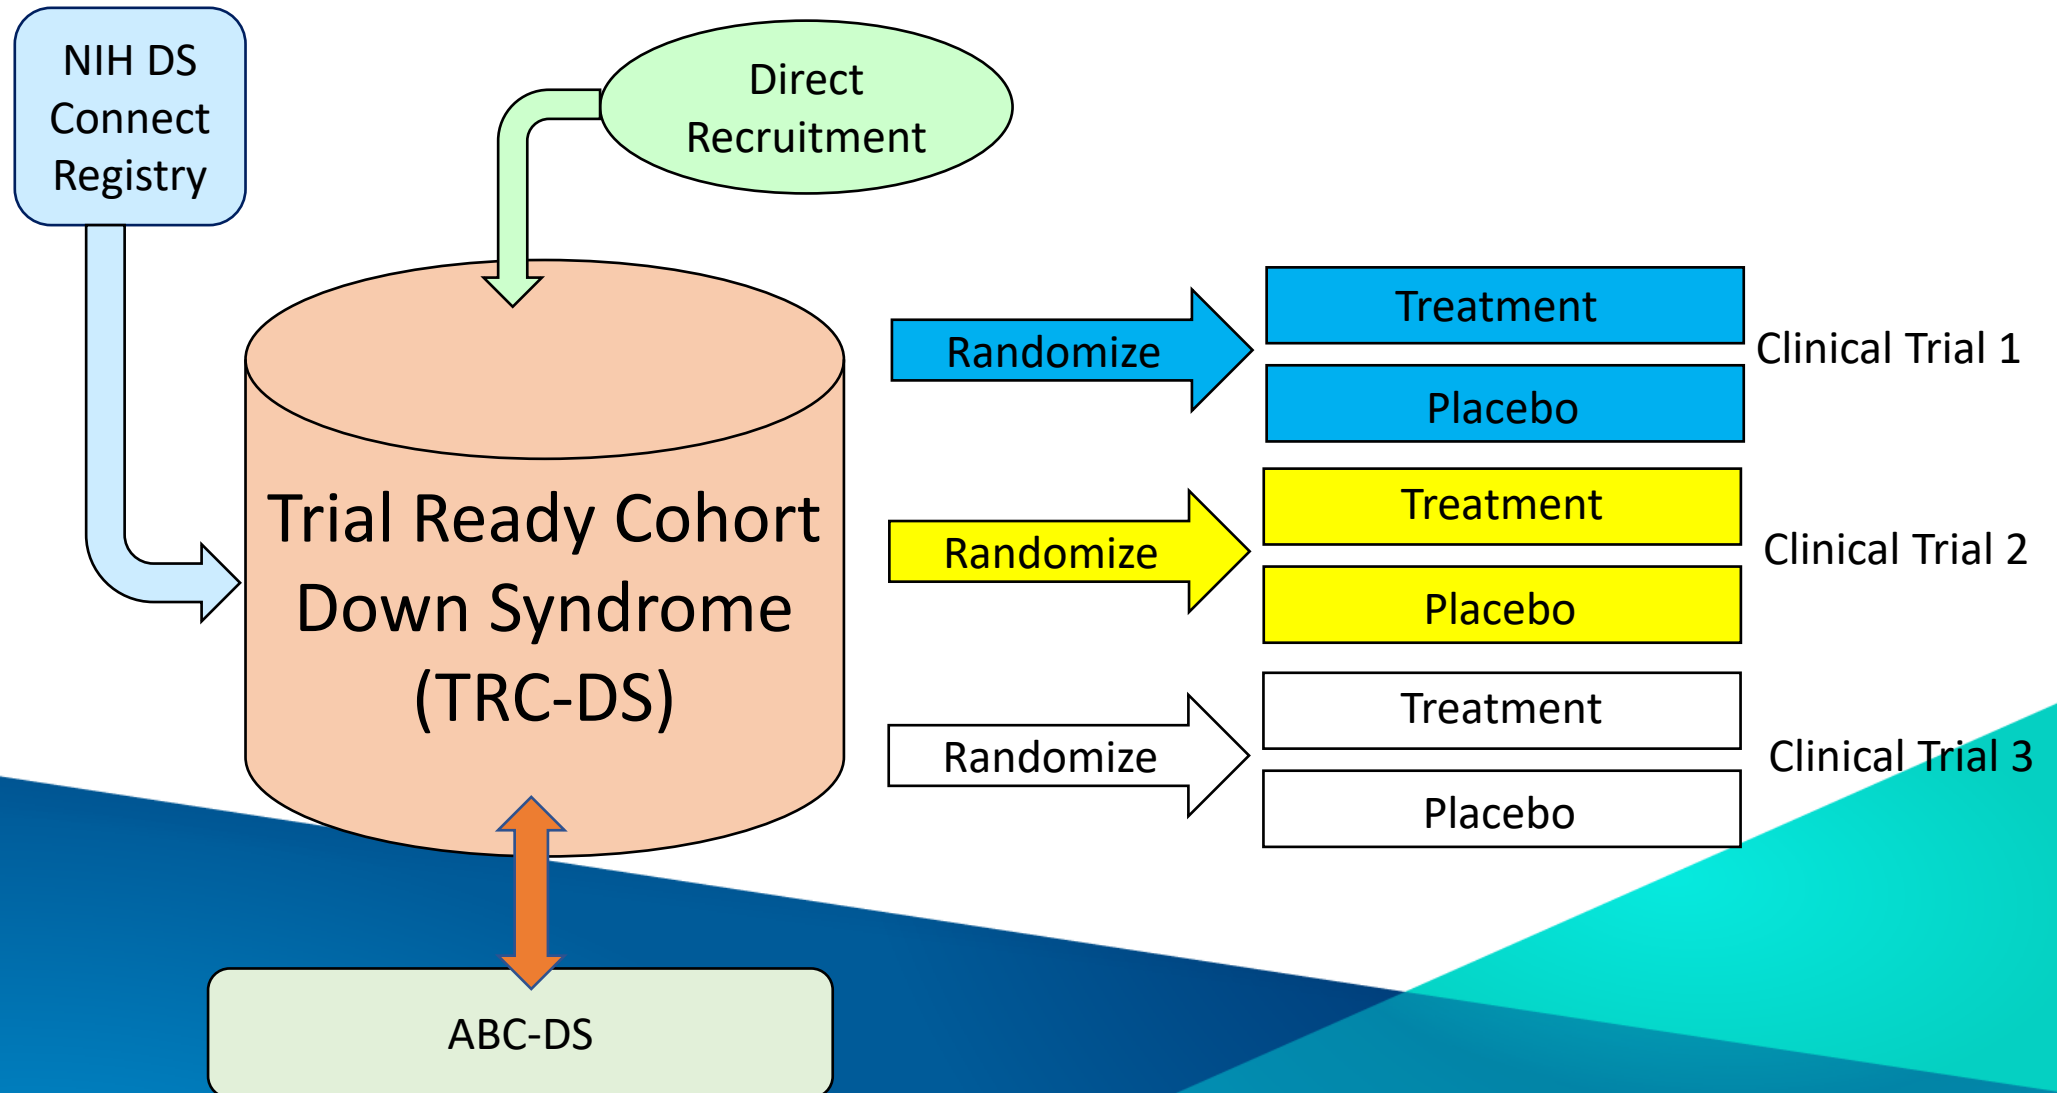 NIH DS
Connect
Registry
Direct
Recruitment
Trial Ready Cohort
Down Syndrome
(TRC-DS)
ABC-DS
Randomize
Treatment
Placebo
Clinical Trial 1
Randomize
Treatment
Placebo
Clinical Trial 2
Randomize
Treatment
Placebo
Clinical Trial 3